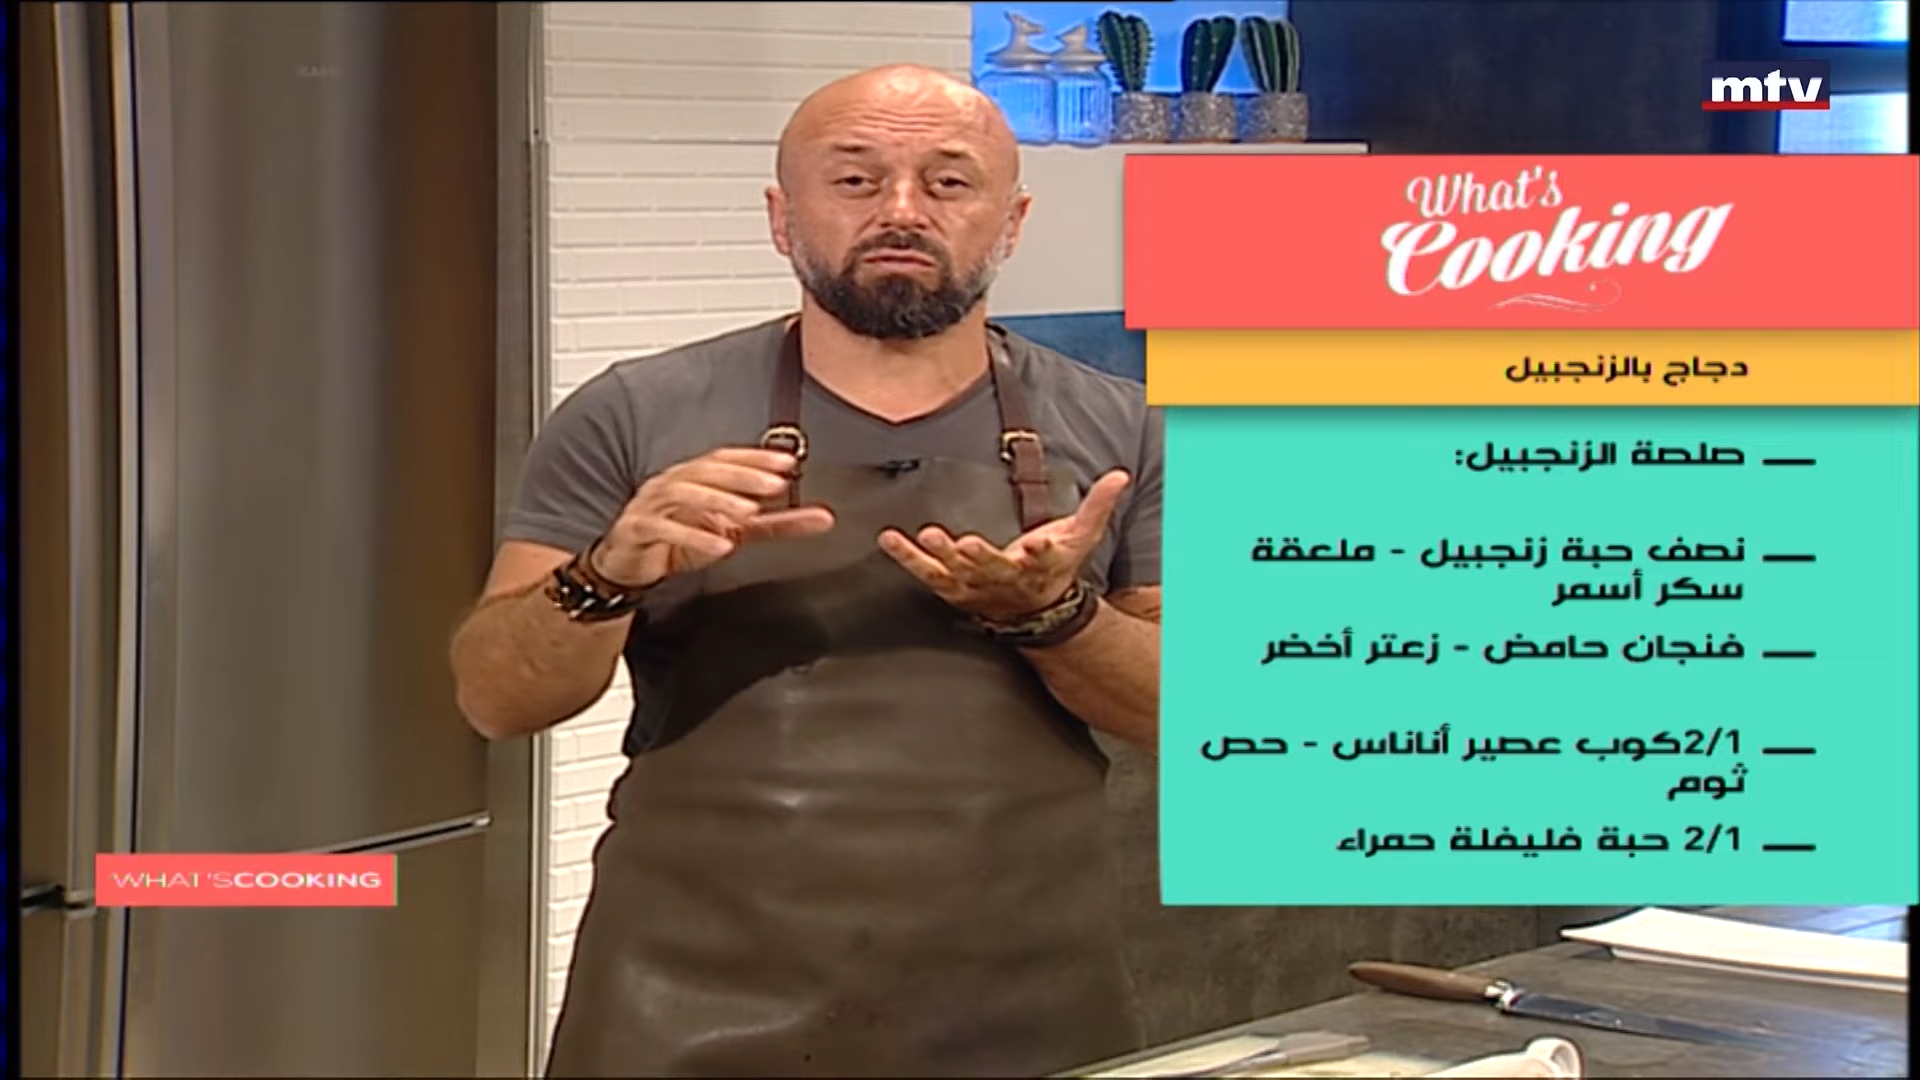 mtv
What's
Cooking
دجاج بالزنجبيل
صلصة الزنجبيل:
نصف حبة زنجبيل - ملعقة
سكر أسمر
فنجان حامض - زعتر أخضر
2/1كوب عصير أناناس - حص
ثوم
2/1 حبة فليفلة حمراء
WHAT'SCOOKING